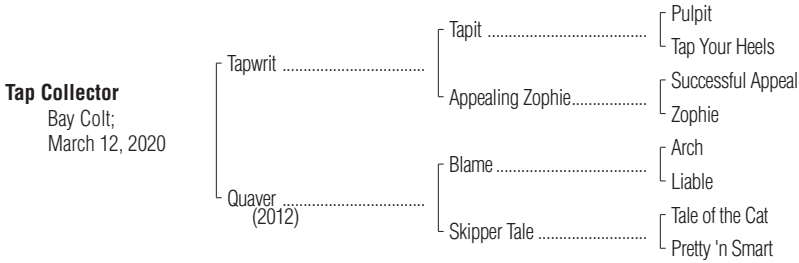 Tap Collector
Bay Colt;
March 12, 2020
Tapwrit ....................................
Quaver ....................................
(2012)
Tapit ........................................
Appealing Zophie...................
Blame ......................................
Skipper Tale ...........................
Pulpit
Tap Your Heels
Successful Appeal
Zophie
Arch
Liable
Tale of the Cat
Pretty 'n Smart